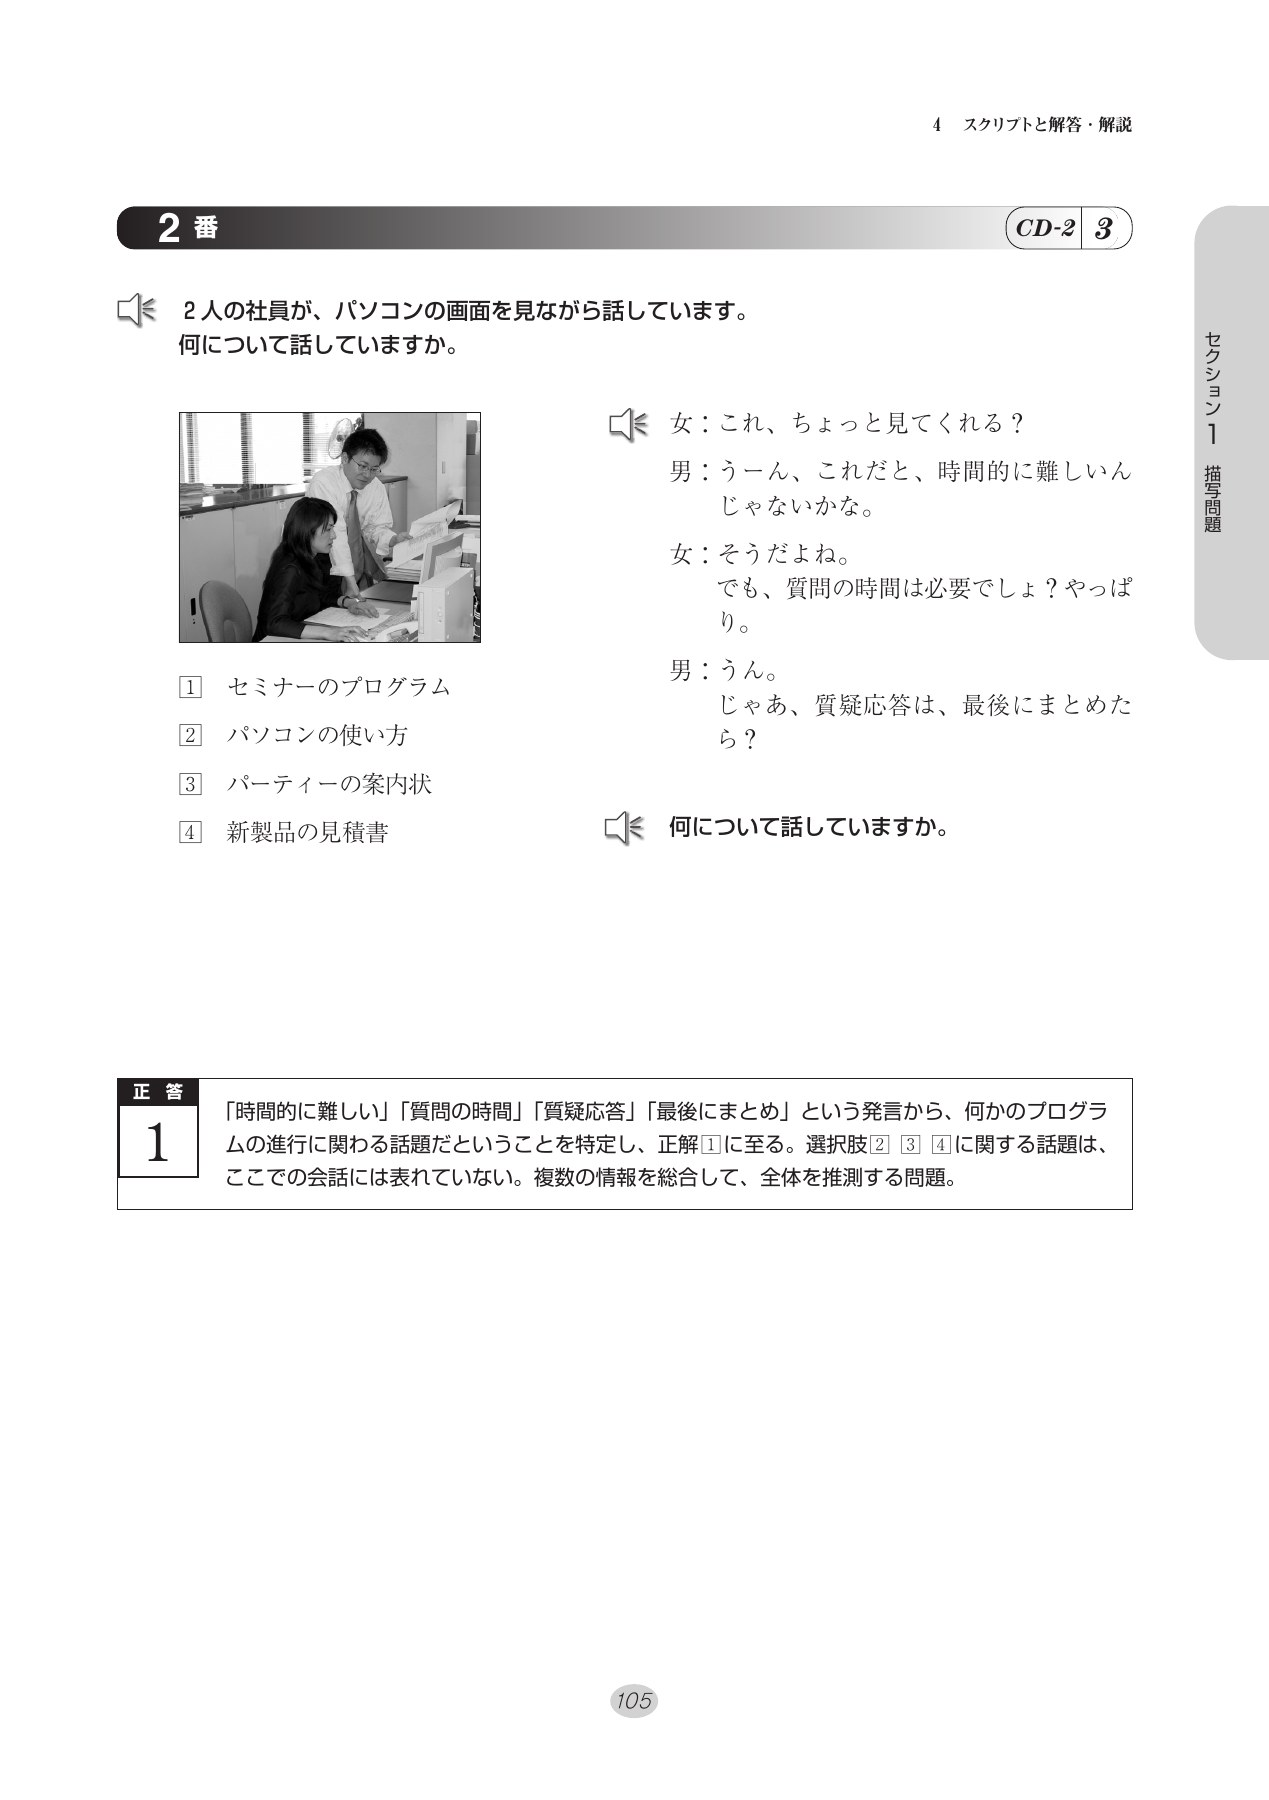 4 スクリプトと解答・解説
2 番
CD-2 3
2人の社員が、パソコンの画面を見ながら話しています。
何について話していますか。
1 セミナーのプログラム
2 パソコンの使い方
3 パーティーの案内状
4 新製品の見積書
女：これ、ちょっと見てくれる？
男：うーん、これだと、時間的に難しいん
じゃないかな。
女：そうだよね。
でも、質問の時間は必要でしょ？やっぱ
り。
男：うん。
じゃあ、質疑応答は、最後にまとめた
ら？
何について話していますか。
正 答
1
「時間的に難しい」「質問の時間」「質疑応答」「最後にまとめ」という発言から、何かのプログラ
ムの進行に関わる話題だということを特定し、正解1に至る。選択肢2 3 4に関する話題は、
ここでの会話には表れていない。複数の情報を総合して、全体を推測する問題。
セクション1 描写問題
105